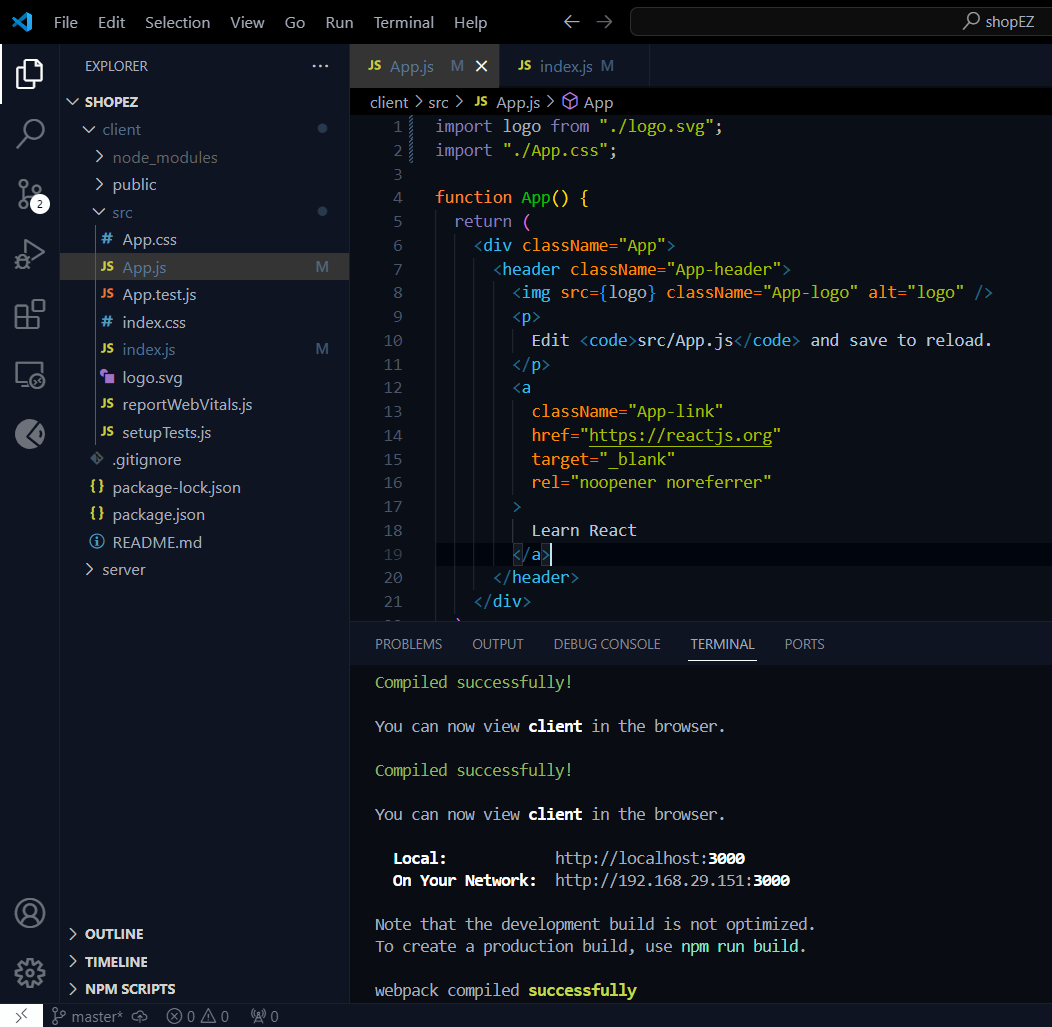 File Edit Selection View Go Run Terminal Help
shopEZ
EXPLORER
SHOPEZ
client
node_modules
public
src
# App.css
JS App.js M
JS App.test.js
# index.css
JS index.js M
logo.svg
JS reportWebVitals.js
JS setupTests.js
.gitignore
{} package-lock.json
{} package.json
README.md
server
OUTLINE
TIMELINE
NPM SCRIPTS
2
JS App.js M
JS index.js M
client > src > JS App.js > App
1 import logo from "./logo.svg";
2 import "./App.css";
3
4 function App() {
5 return (
6 <div className="App">
7 <header className="App-header">
8 <img src={logo} className="App-logo" alt="logo" />
9 <p>
10 Edit <code>src/App.js</code> and save to reload.
11 </p>
12 <a
13 className="App-link"
14 href="https://reactjs.org"
15 target="_blank"
16 rel="noopener noreferrer"
17 >
18 Learn React
19 </a>
20 </header>
21 </div>
PROBLEMS OUTPUT DEBUG CONSOLE TERMINAL PORTS
Compiled successfully!
You can now view client in the browser.
Compiled successfully!
You can now view client in the browser.
Local: http://localhost:3000
On Your Network: http://192.168.29.151:3000
Note that the development build is not optimized.
To create a production build, use npm run build.
webpack compiled successfully
master* 0 0 0